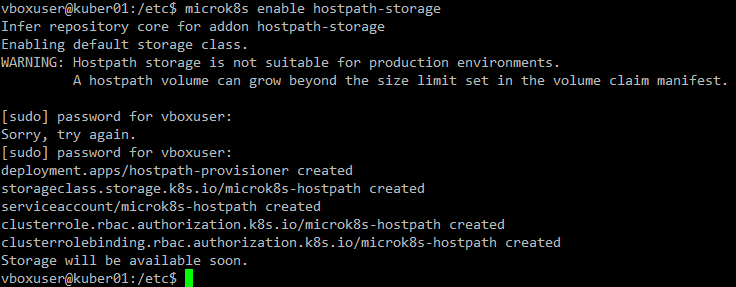 vboxuser@kuber01:/etc$ microk8s enable hostpath-storage
Infer repository core for addon hostpath-storage
Enabling default storage class.
WARNING: Hostpath storage is not suitable for production environments.
         A hostpath volume can grow beyond the size limit set in the volume claim manifest.

[sudo] password for vboxuser:
Sorry, try again.
[sudo] password for vboxuser:
deployment.apps/hostpath-provisioner created
storageclass.storage.k8s.io/microk8s-hostpath created
serviceaccount/microk8s-hostpath created
clusterrole.rbac.authorization.k8s.io/microk8s-hostpath created
clusterrolebinding.rbac.authorization.k8s.io/microk8s-hostpath created
Storage will be available soon.
vboxuser@kuber01:/etc$